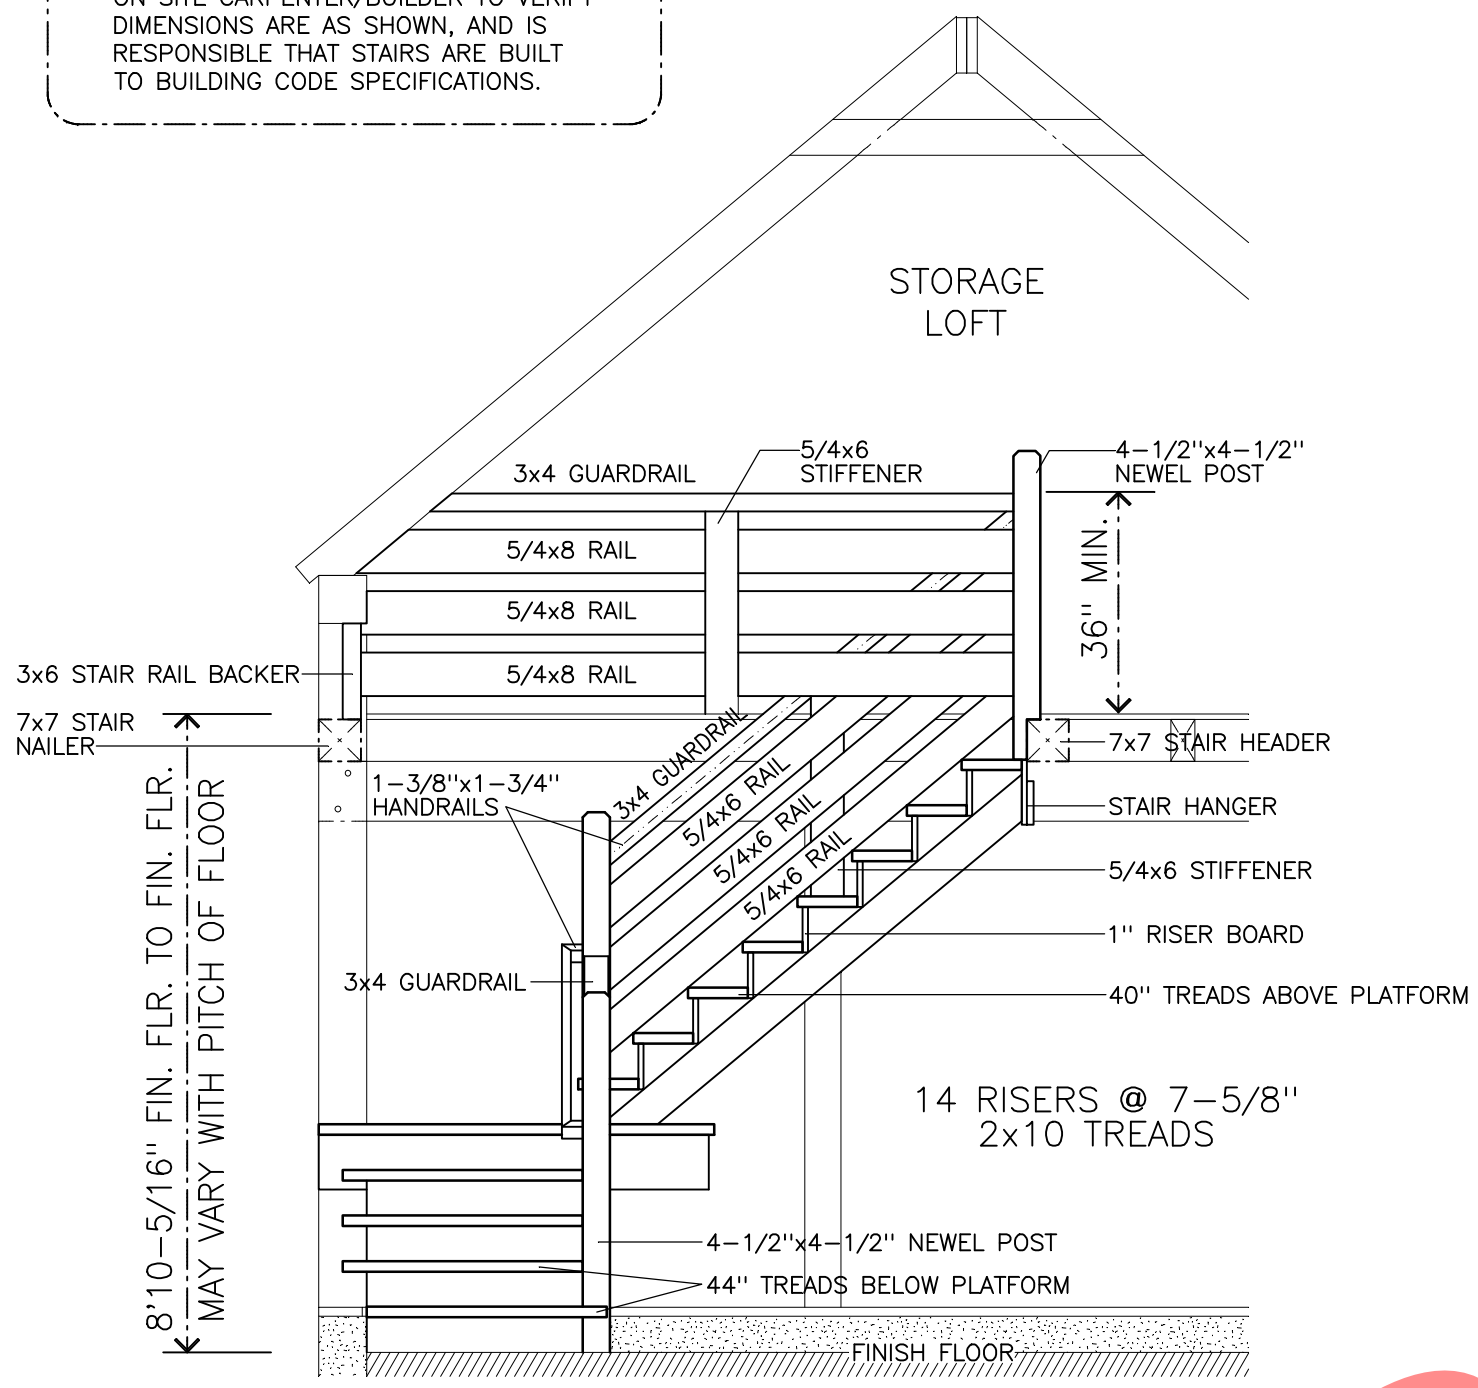 DIMENSIONS ARE AS SHOWN, AND IS
RESPONSIBLE THAT STAIRS ARE BUILT
TO BUILDING CODE SPECIFICATIONS.
STORAGE
LOFT
5/4x6
STIFFENER
3x4 GUARDRAIL
4-1/2"x4-1/2"
NEWEL POST
5/4x8 RAIL
36" MIN.
5/4x8 RAIL
5/4x8 RAIL
3x6 STAIR RAIL BACKER
7x7 STAIR
NAILER
7x7 STAIR HEADER
3x4 GUARDRAIL
1-3/8"x1-3/4"
HANDRAILS
5/4x6 RAIL
5/4x6 RAIL
5/4x6 RAIL
STAIR HANGER
5/4x6 STIFFENER
1" RISER BOARD
3x4 GUARDRAIL
40" TREADS ABOVE PLATFORM
8'10-5/16" FIN. FLR. TO FIN. FLR.
MAY VARY WITH PITCH OF FLOOR
14 RISERS @ 7-5/8"
2x10 TREADS
4-1/2"x4-1/2" NEWEL POST
44" TREADS BELOW PLATFORM
FINISH FLOOR